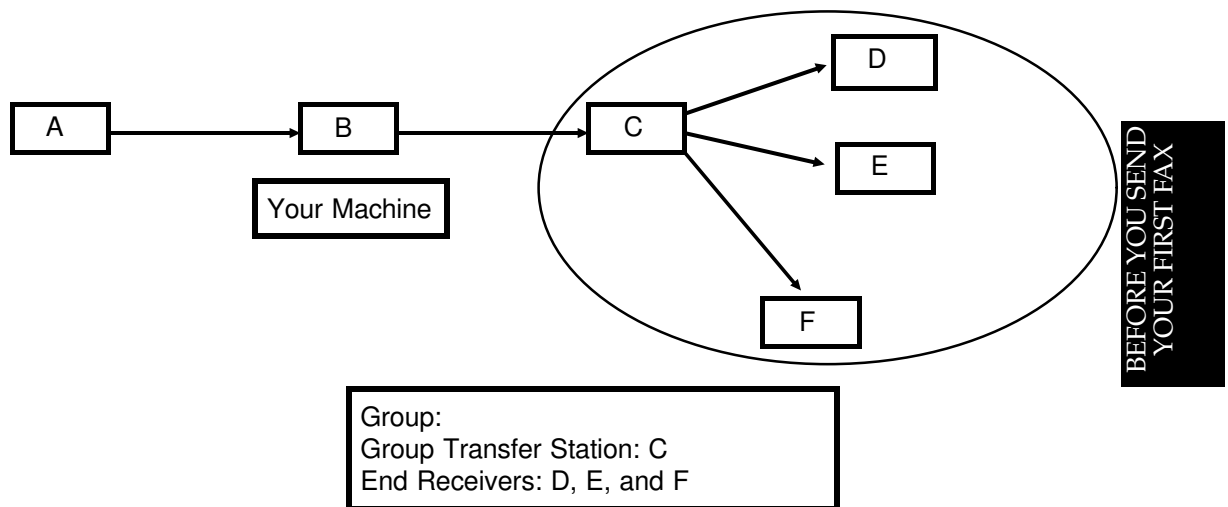 D
A
B
C
E
Your Machine
F
BEFORE YOU SEND
YOUR FIRST FAX
Group:
Group Transfer Station: C
End Receivers: D, E, and F